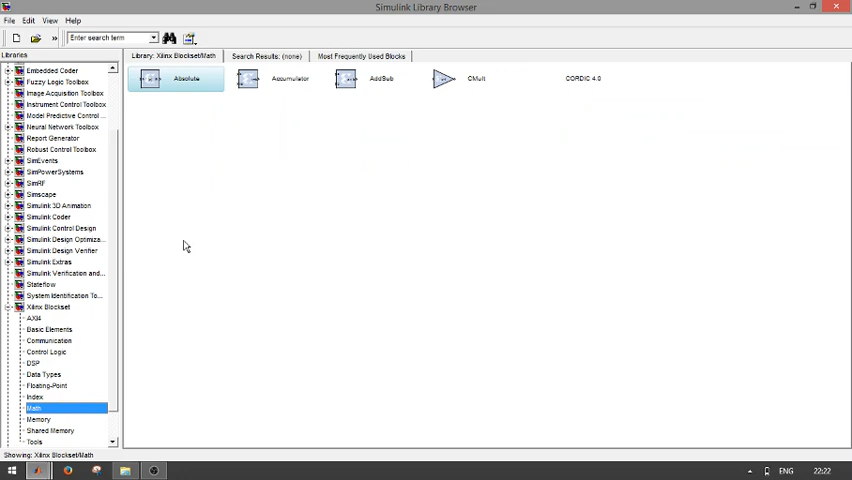 Simulink Library Browser
File Edit View Help
» Enter search term
Libraries
Library: Xilinx Blockset/Math
Search Results: (none)
Most Frequently Used Blocks
Embedded Coder
Fuzzy Logic Toolbox
Image Acquisition Toolbox
Instrument Control Toolbox
Model Predictive Control ...
Neural Network Toolbox
Report Generator
Robust Control Toolbox
SimEvents
SimPowerSystems
SimRF
Simscape
Simulink 3D Animation
Simulink Coder
Simulink Control Design
Simulink Design Optimiza...
Simulink Design Verifier
Simulink Extras
Simulink Verification and...
Stateflow
System Identification To...
Xilinx Blockset
AXI4
Basic Elements
Communication
Control Logic
DSP
Data Types
Floating-Point
Index
Math
Memory
Shared Memory
Tools
Absolute
Accumulator
AddSub
CMult
CORDIC 4.0
Showing: Xilinx Blockset/Math
ENG
22:22